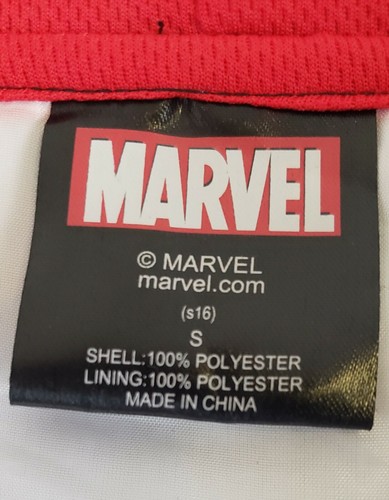 MARVEL
© MARVEL
marvel.com
(s16)
S
SHELL:100% POLYESTER
LINING:100% POLYESTER
MADE IN CHINA